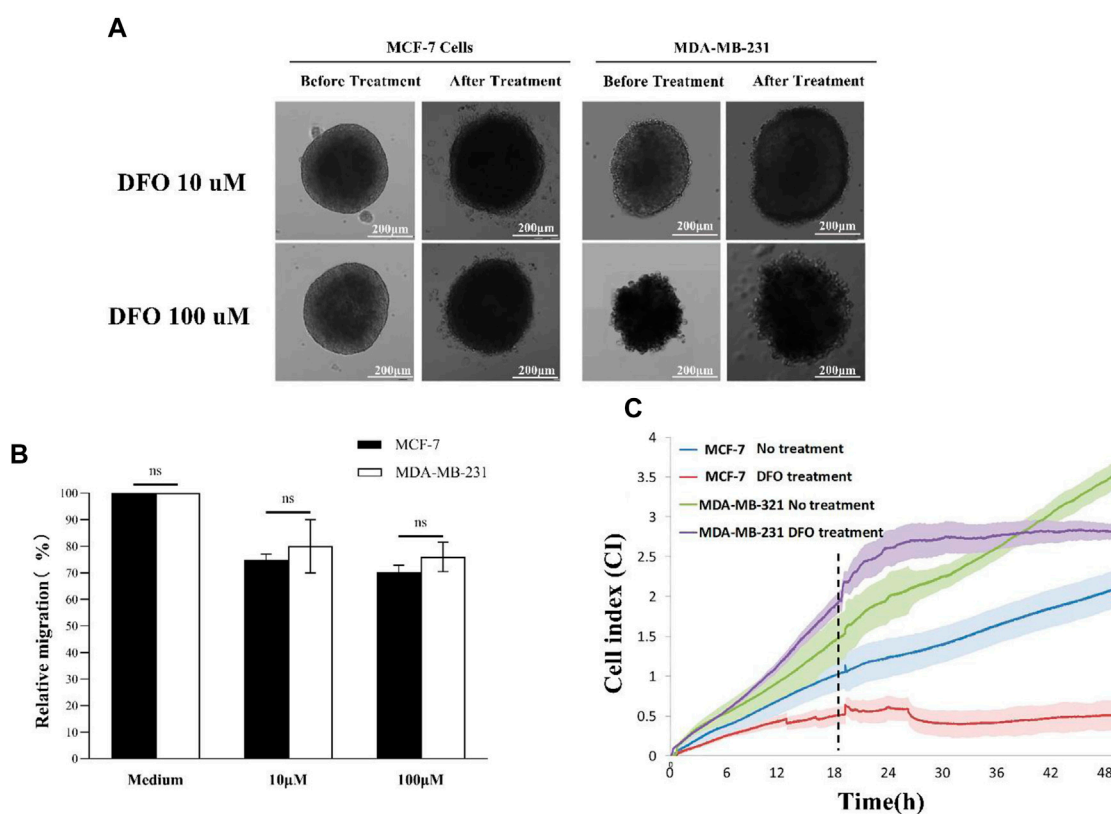 A
MCF-7 Cells
MDA-MB-231
Before Treatment
After Treatment
Before Treatment
After Treatment
DFO 10 uM
200μm
200μm
200μm
200μm
DFO 100 uM
200μm
200μm
200μm
200μm
B
MCF-7
MDA-MB-231
ns
ns
ns
Relative migration( %)
100
90
80
70
60
50
40
30
20
10
0
Medium
10μM
100μM
C
MCF-7 No treatment
MCF-7 DFO treatment
MDA-MB-321 No treatment
MDA-MB-231 DFO treatment
Cell index (CI)
4
3.5
3
2.5
2
1.5
1
0.5
0
0
6
12
18
24
30
36
42
48
Time(h)